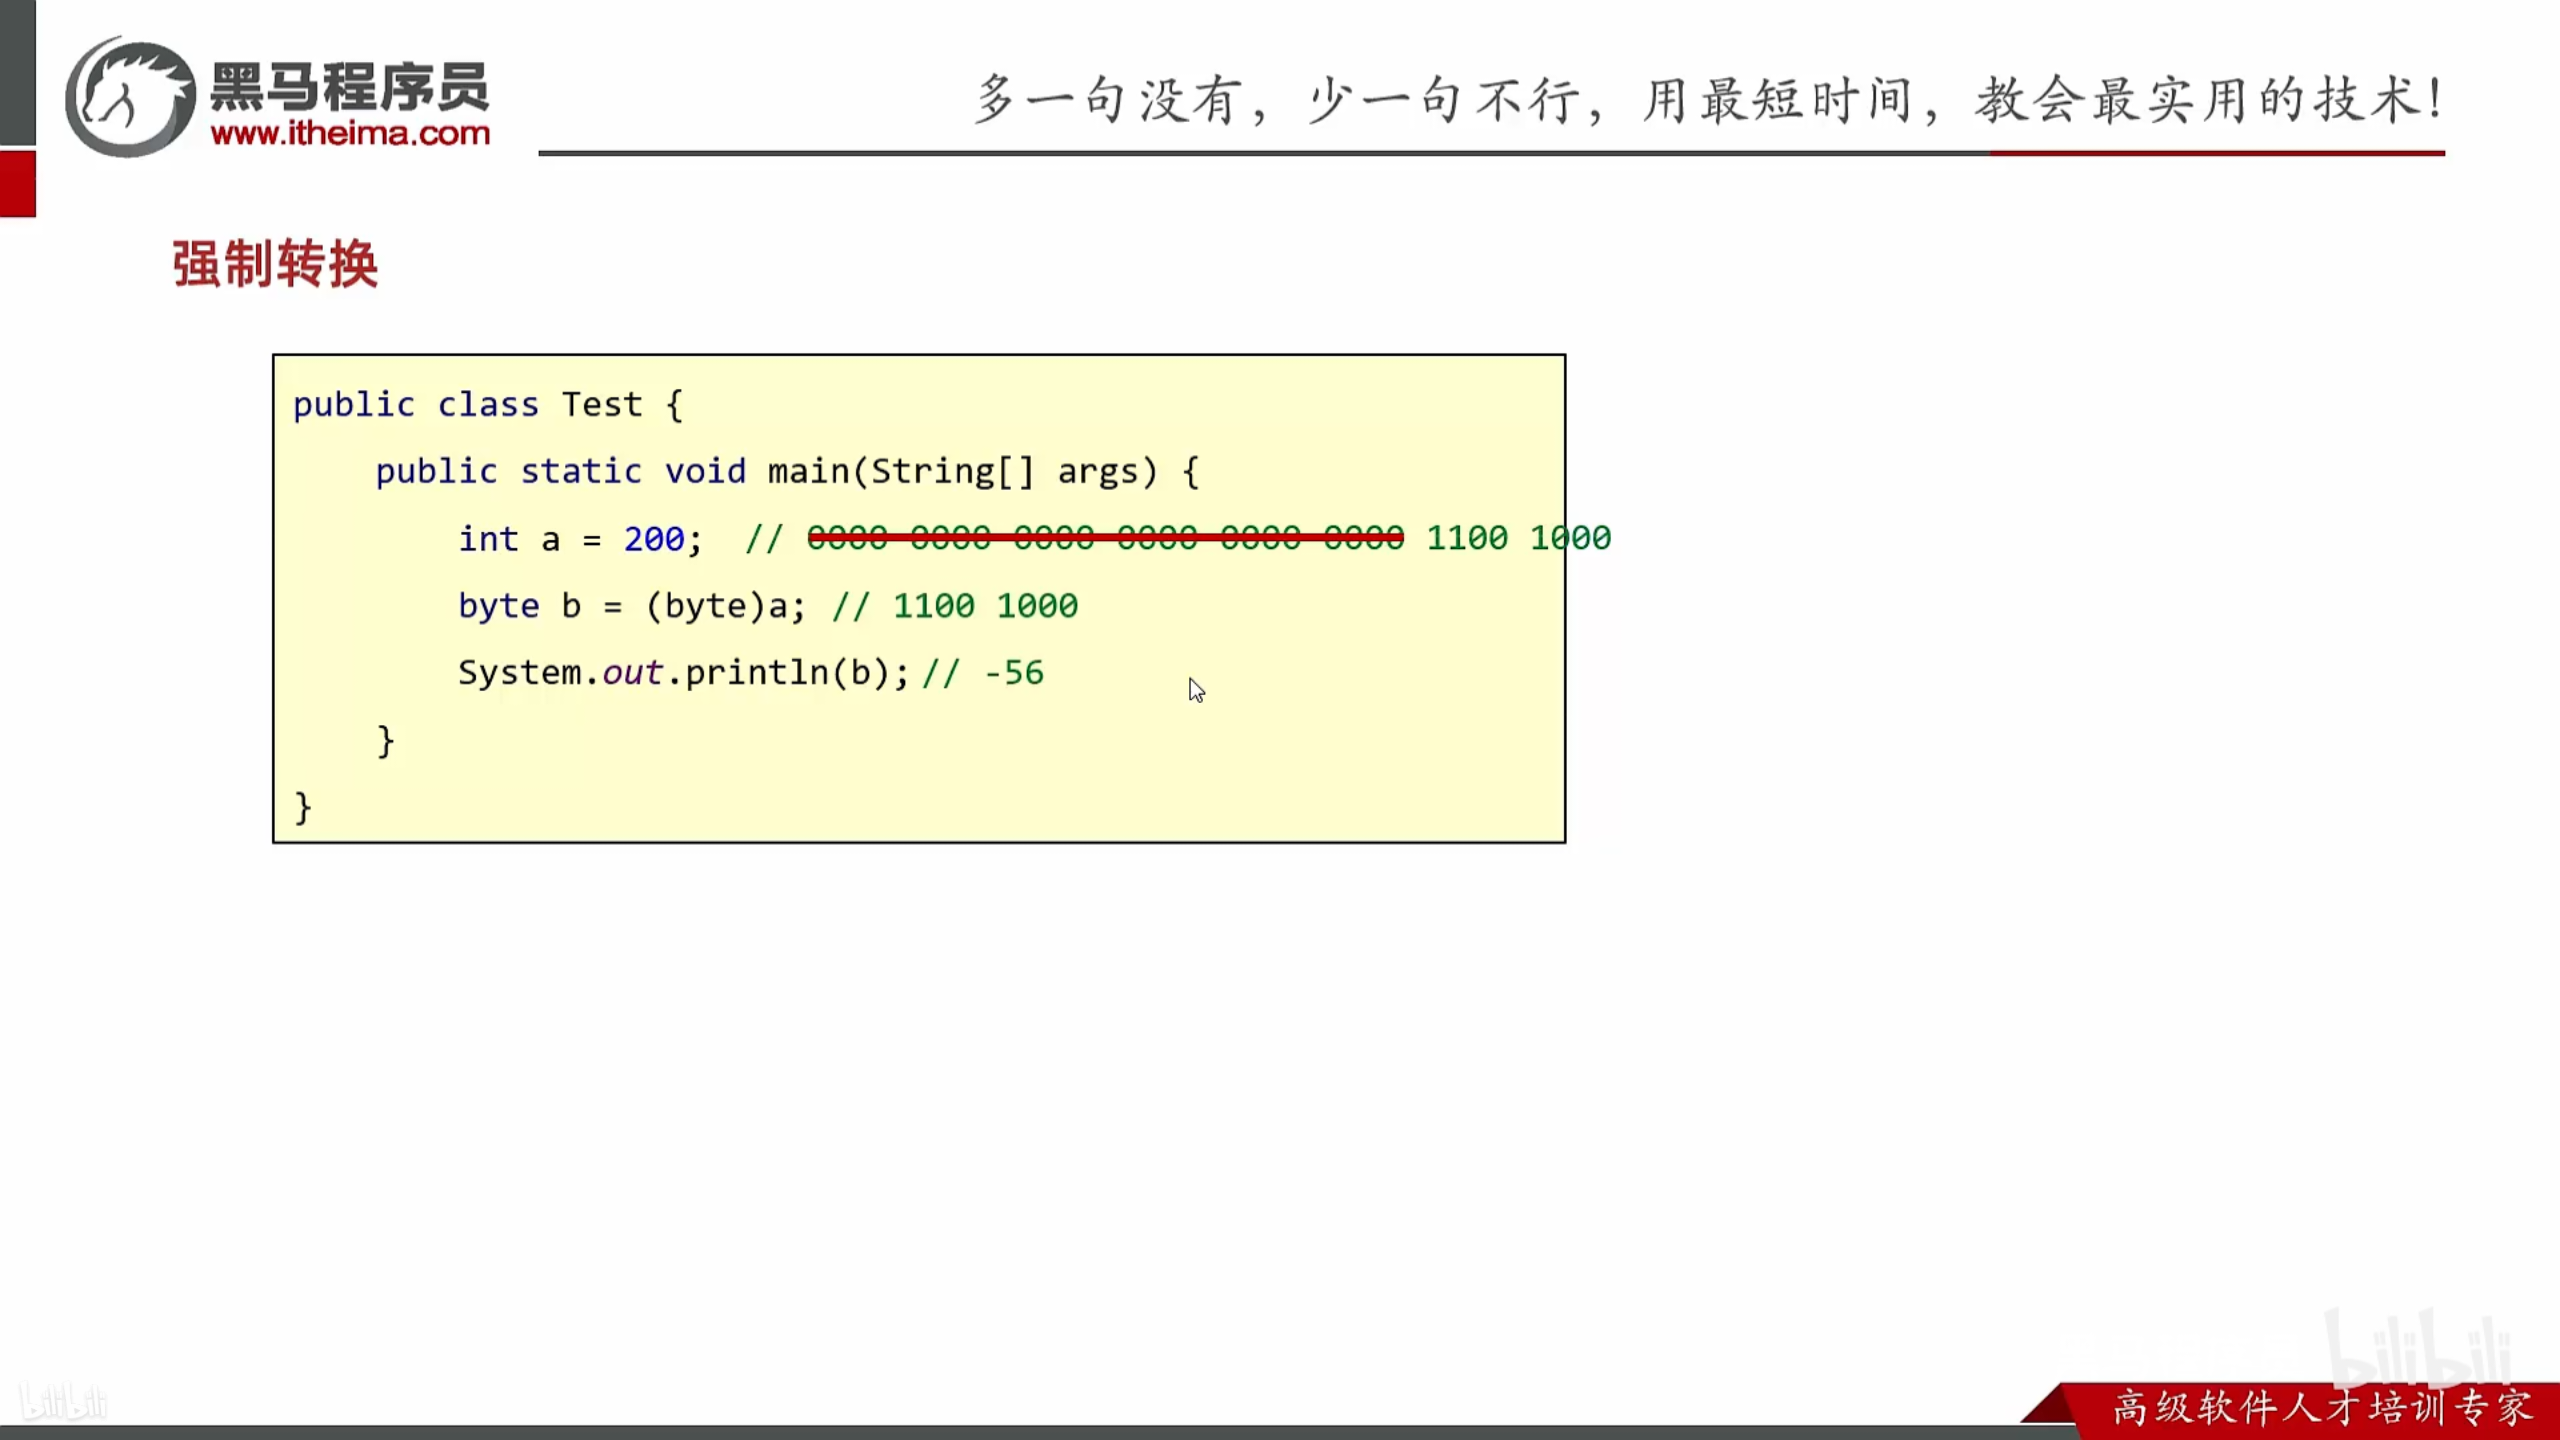 黑马程序员
www.itheima.com
多一句没有，少一句不行，用最短时间，教会最实用的技术！
强制转换
public class Test {
    public static void main(String[] args) {
        int a = 200;  // 0000 0000 0000 0000 0000 0000 1100 1000
        byte b = (byte)a; // 1100 1000
        System.out.println(b); // -56
    }
}
bilibili
bilibili
高级软件人才培训专家